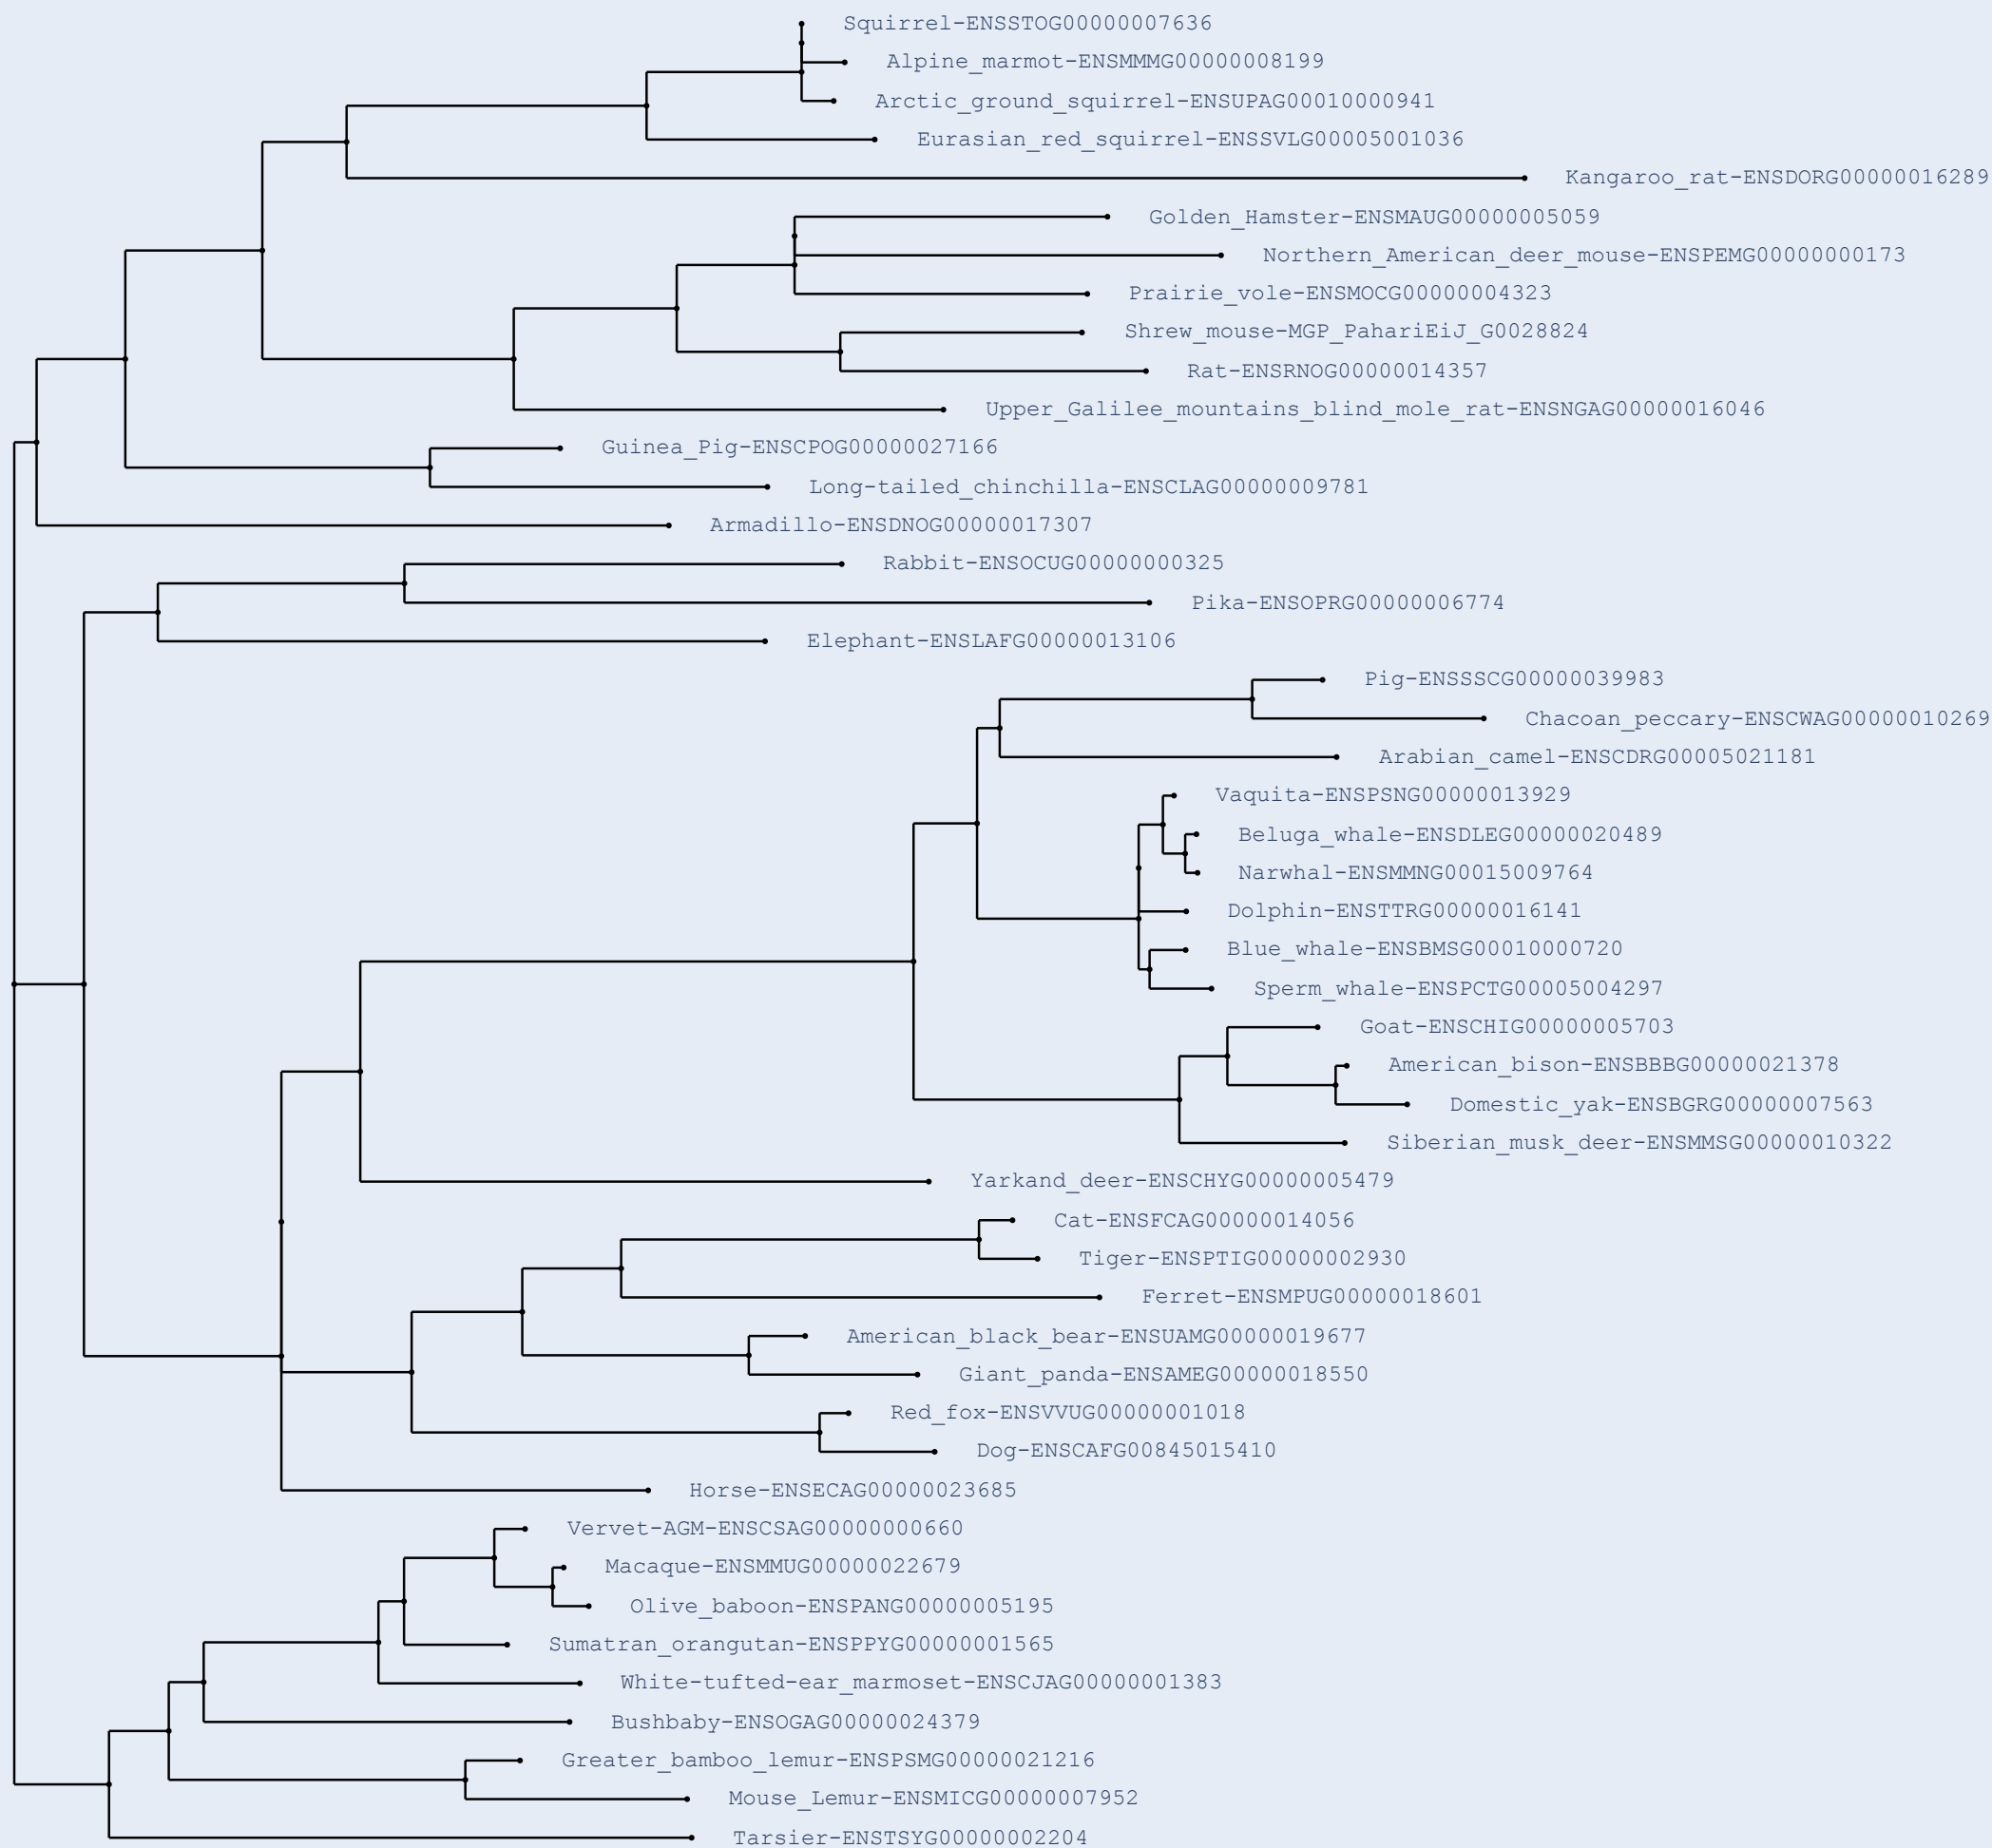 Squirrel-ENSSTOG00000007636
Alpine_marmot-ENSMMMG00000008199
Arctic_ground_squirrel-ENSUPAG00010000941
Eurasian_red_squirrel-ENSSVLG00005001036
Kangaroo_rat-ENSDORG00000016289
Golden_Hamster-ENSMAUG00000005059
Northern_American_deer_mouse-ENSPEMG00000000173
Prairie_vole-ENSMOCG00000004323
Shrew_mouse-MGP_PahariEiJ_G0028824
Rat-ENSRNOG00000014357
Upper_Galilee_mountains_blind_mole_rat-ENSNGAG00000016046
Guinea_Pig-ENSCPOG00000027166
Long-tailed_chinchilla-ENSCLAG00000009781
Armadillo-ENSDNOG00000017307
Rabbit-ENSOCUG00000000325
Pika-ENSOPRG00000006774
Elephant-ENSLAFG00000013106
Pig-ENSSSCG00000039983
Chacoan_peccary-ENSCWAG00000010269
Arabian_camel-ENSCDRG00005021181
Vaquita-ENSPSNG00000013929
Beluga_whale-ENSDLEG00000020489
Narwhal-ENSMMNG00015009764
Dolphin-ENSTTRG00000016141
Blue_whale-ENSBMSG00010000720
Sperm_whale-ENSPCTG00005004297
Goat-ENSCHIG00000005703
American_bison-ENSBBBG00000021378
Domestic_yak-ENSBGRG00000007563
Siberian_musk_deer-ENSMMSG00000010322
Yarkand_deer-ENSCHYG00000005479
Cat-ENSFCAG00000014056
Tiger-ENSPTIG00000002930
Ferret-ENSMPUG00000018601
American_black_bear-ENSUAMG00000019677
Giant_panda-ENSAMEG00000018550
Red_fox-ENSVVUG00000001018
Dog-ENSCAFG00845015410
Horse-ENSECAG00000023685
Vervet-AGM-ENSCSAG00000000660
Macaque-ENSMMUG00000022679
Olive_baboon-ENSPANG00000005195
Sumatran_orangutan-ENSPPYG00000001565
White-tufted-ear_marmoset-ENSCJAG00000001383
Bushbaby-ENSOGAG00000024379
Greater_bamboo_lemur-ENSPSMG00000021216
Mouse_Lemur-ENSMICG00000007952
Tarsier-ENSTSYG00000002204